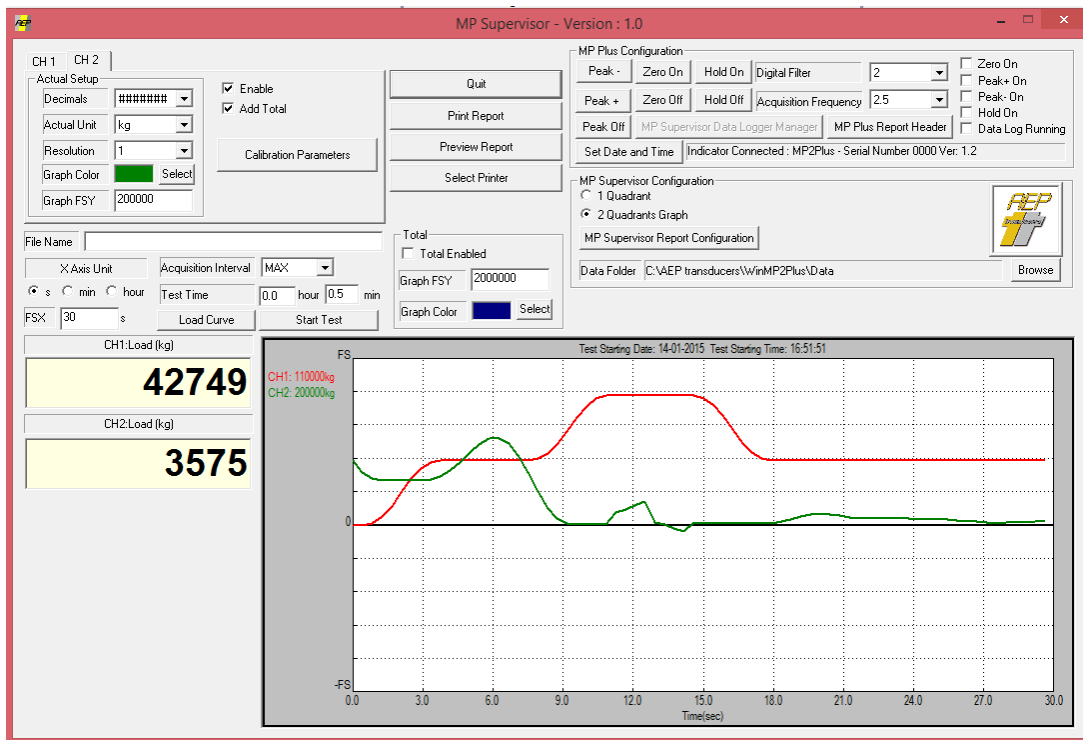 AEP
MP Supervisor - Version : 1.0
CH 1
CH 2
Actual Setup
Decimals
#######
Actual Unit
kg
Resolution
1
Graph Color
Select
Graph FSY
200000
Enable
Add Total
Calibration Parameters
Quit
Print Report
Preview Report
Select Printer
MP Plus Configuration
Peak -
Zero On
Hold On
Digital Filter
2
Peak +
Zero Off
Hold Off
Acquisition Frequency
2.5
Peak Off
MP Supervisor Data Logger Manager
MP Plus Report Header
Set Date and Time
Indicator Connected : MP2Plus - Serial Number 0000 Ver: 1.2
Zero On
Peak+ On
Peak- On
Hold On
Data Log Running
MP Supervisor Configuration
1 Quadrant
2 Quadrants Graph
MP Supervisor Report Configuration
AEP
Data Folder
C:\AEP transducers\WinMP2Plus\Data
Browse
File Name
X Axis Unit
s
min
hour
FSX
30
s
Acquisition Interval
MAX
Test Time
0.0
hour
0.5
min
Load Curve
Start Test
Total
Total Enabled
Graph FSY
2000000
Graph Color
Select
CH1:Load (kg)
42749
CH2:Load (kg)
3575
Test Starting Date: 14-01-2015 Test Starting Time: 16:51:51
FS
CH1: 110000kg
CH2: 200000kg
0
-FS
0.0
3.0
6.0
9.0
12.0
15.0
18.0
21.0
24.0
27.0
30.0
Time(sec)